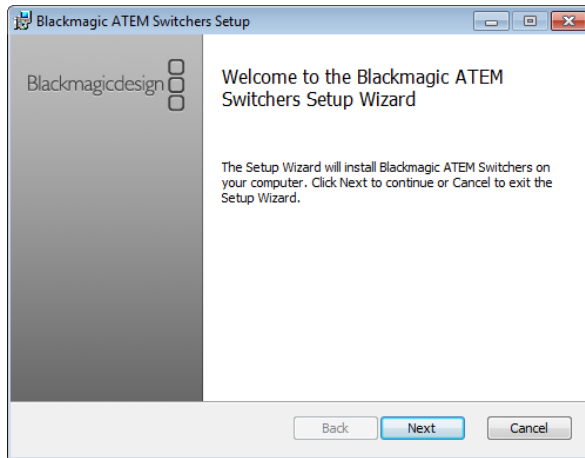 Blackmagic ATEM Switchers Setup
Blackmagicdesign
Welcome to the Blackmagic ATEM
Switchers Setup Wizard
The Setup Wizard will install Blackmagic ATEM Switchers on
your computer. Click Next to continue or Cancel to exit the
Setup Wizard.
Back Next Cancel